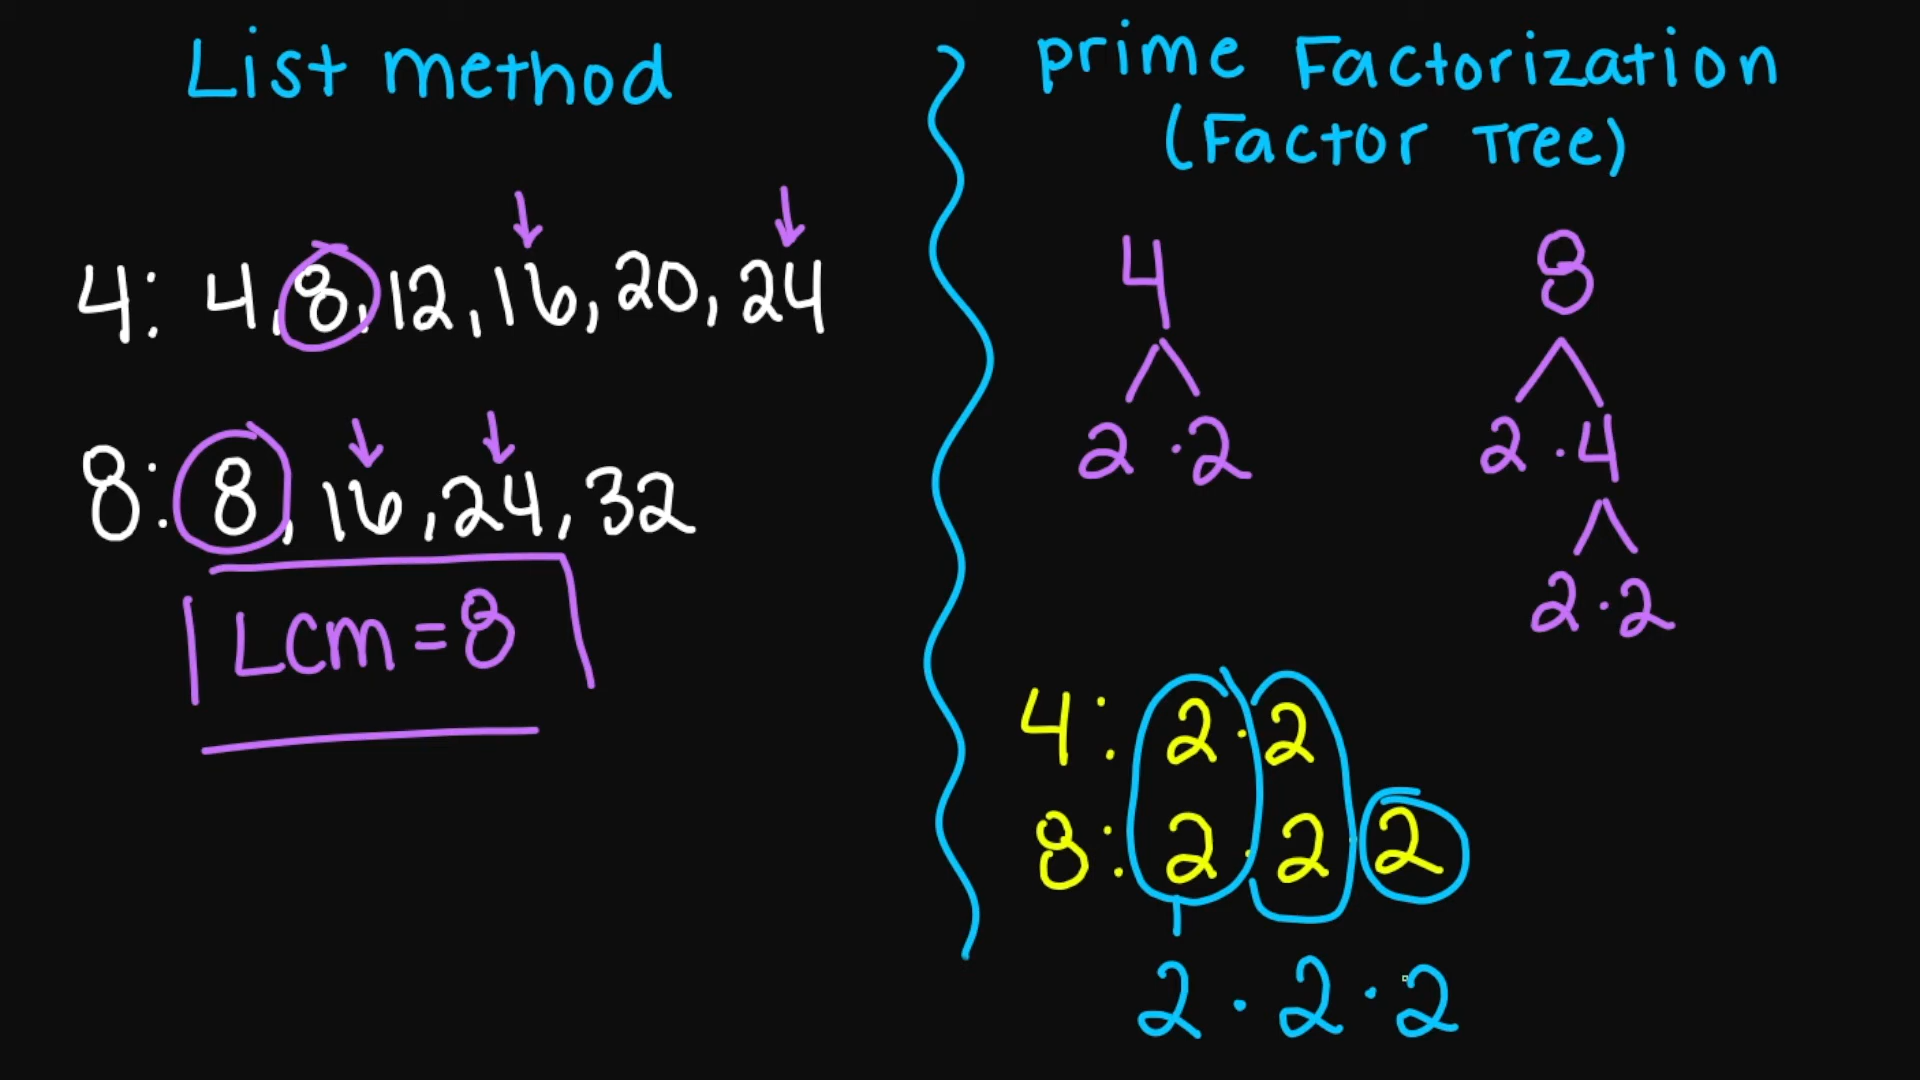 List method
4: 4, 8, 12, 16, 20, 24
8: 8, 16, 24, 32
LCM = 8
prime Factorization
(Factor Tree)
4 8
2 · 2 2 · 4
2 · 2
4: 2 · 2
8: 2 · 2 · 2
2 · 2 · 2